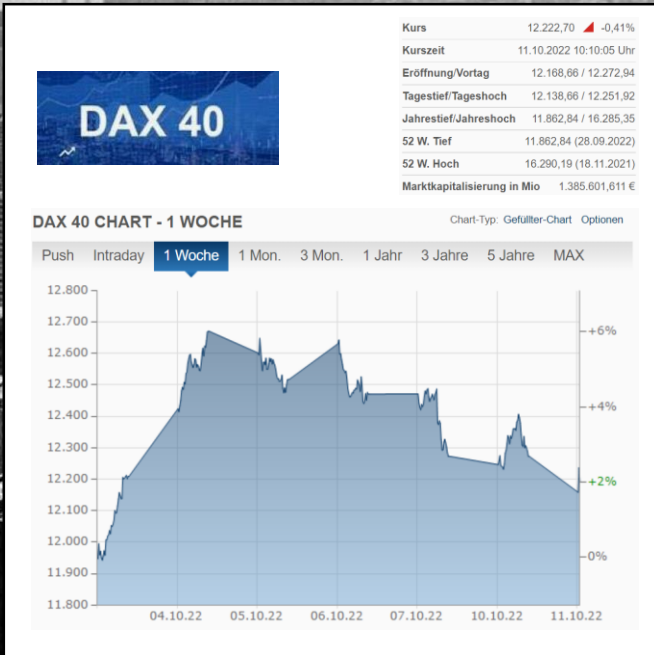 Kurs 12.222,70 -0,41%
Kurszeit 11.10.2022 10:10:05 Uhr
Eröffnung/Vortag 12.168,66 / 12.272,94
Tagestief/Tageshoch 12.138,66 / 12.251,92
Jahrestief/Jahreshoch 11.862,84 / 16.285,35
52 W. Tief 11.862,84 (28.09.2022)
52 W. Hoch 16.290,19 (18.11.2021)
Marktkapitalisierung in Mio 1.385.601,611 €
DAX 40
DAX 40 CHART - 1 WOCHE
Chart-Typ: Gefüllter-Chart Optionen
Push Intraday 1 Woche 1 Mon. 3 Mon. 1 Jahr 3 Jahre 5 Jahre MAX
12.800
12.700
+6%
12.600
12.500
12.400 +4%
12.300
12.200 +2%
12.100
12.000
0%
11.900
11.800
04.10.22 05.10.22 06.10.22 07.10.22 10.10.22 11.10.22